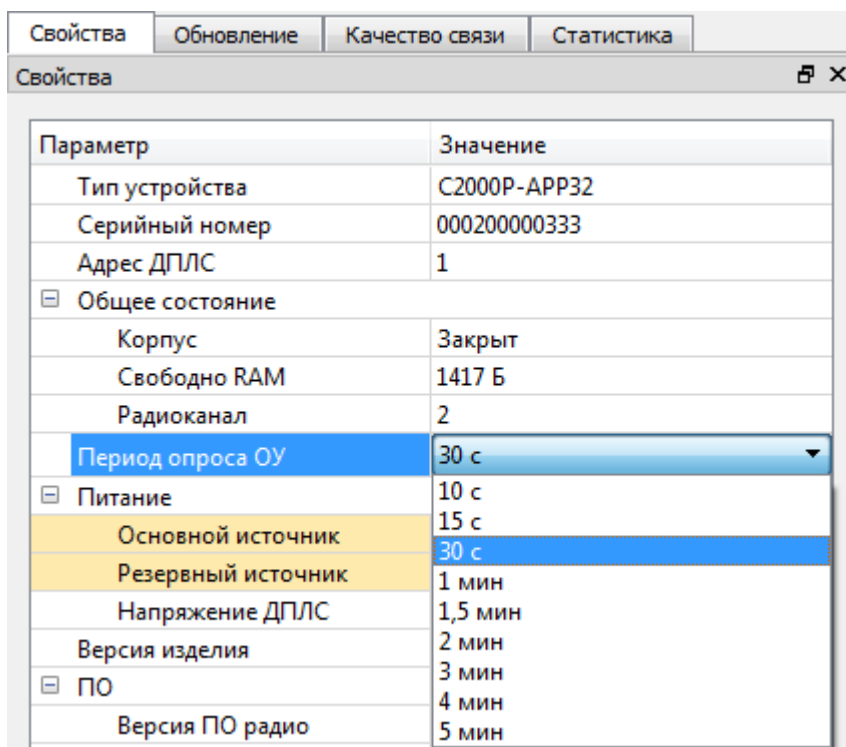 Свойства Обновление Качество связи Статистика
Свойства
Параметр Значение
Тип устройства С2000Р-АРР32
Серийный номер 000200000333
Адрес ДПЛС 1
Общее состояние
Корпус Закрыт
Свободно RAM 1417 Б
Радиоканал 2
Период опроса ОУ 30 с
Питание 10 с
15 с
Основной источник
30 с
Резервный источник
1 мин
Напряжение ДПЛС 1,5 мин
2 мин
Версия изделия
3 мин
ПО
4 мин
Версия ПО радио 5 мин